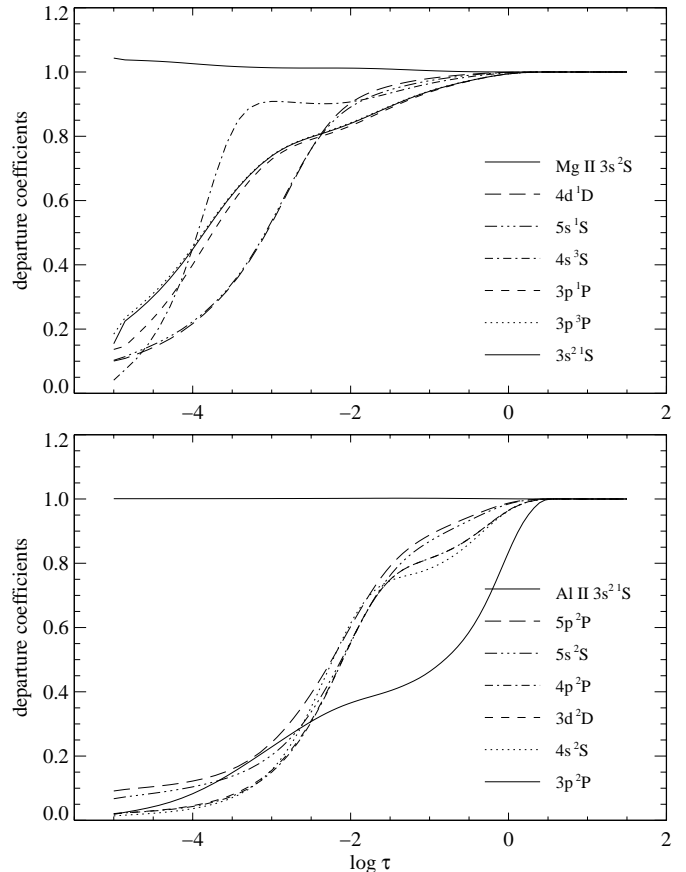 1.2
1.0
0.8
0.6
0.4
0.2
0.0
departure coefficients
Mg II 3s ²S
4d ¹D
5s ¹S
4s ³S
3p ¹P
3p ³P
3s² ¹S
−4 −2 0 2
1.2
1.0
0.8
0.6
0.4
0.2
0.0
departure coefficients
Al II 3s² ¹S
5p ²P
5s ²S
4p ²P
3d ²D
4s ²S
3p ²P
−4 −2 0 2
log τ